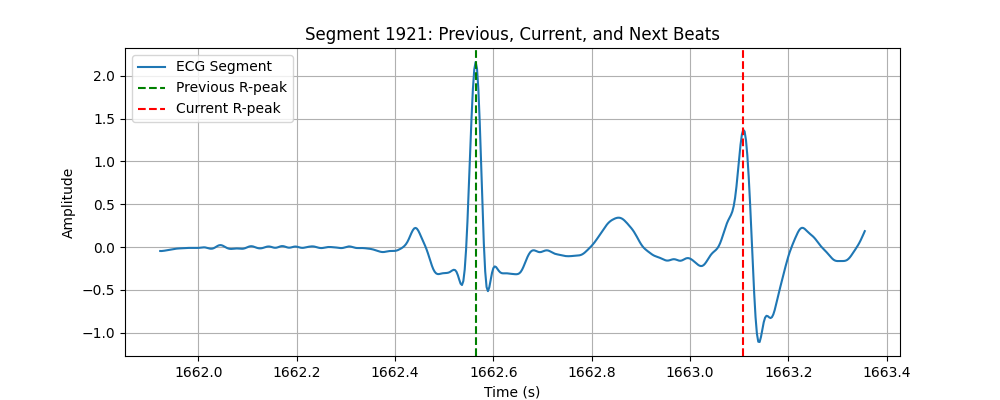 Segment 1921: Previous, Current, and Next Beats
ECG Segment
Previous R-peak
Current R-peak
Amplitude
2.0
1.5
1.0
0.5
0.0
−0.5
−1.0
1662.0 1662.2 1662.4 1662.6 1662.8 1663.0 1663.2 1663.4
Time (s)